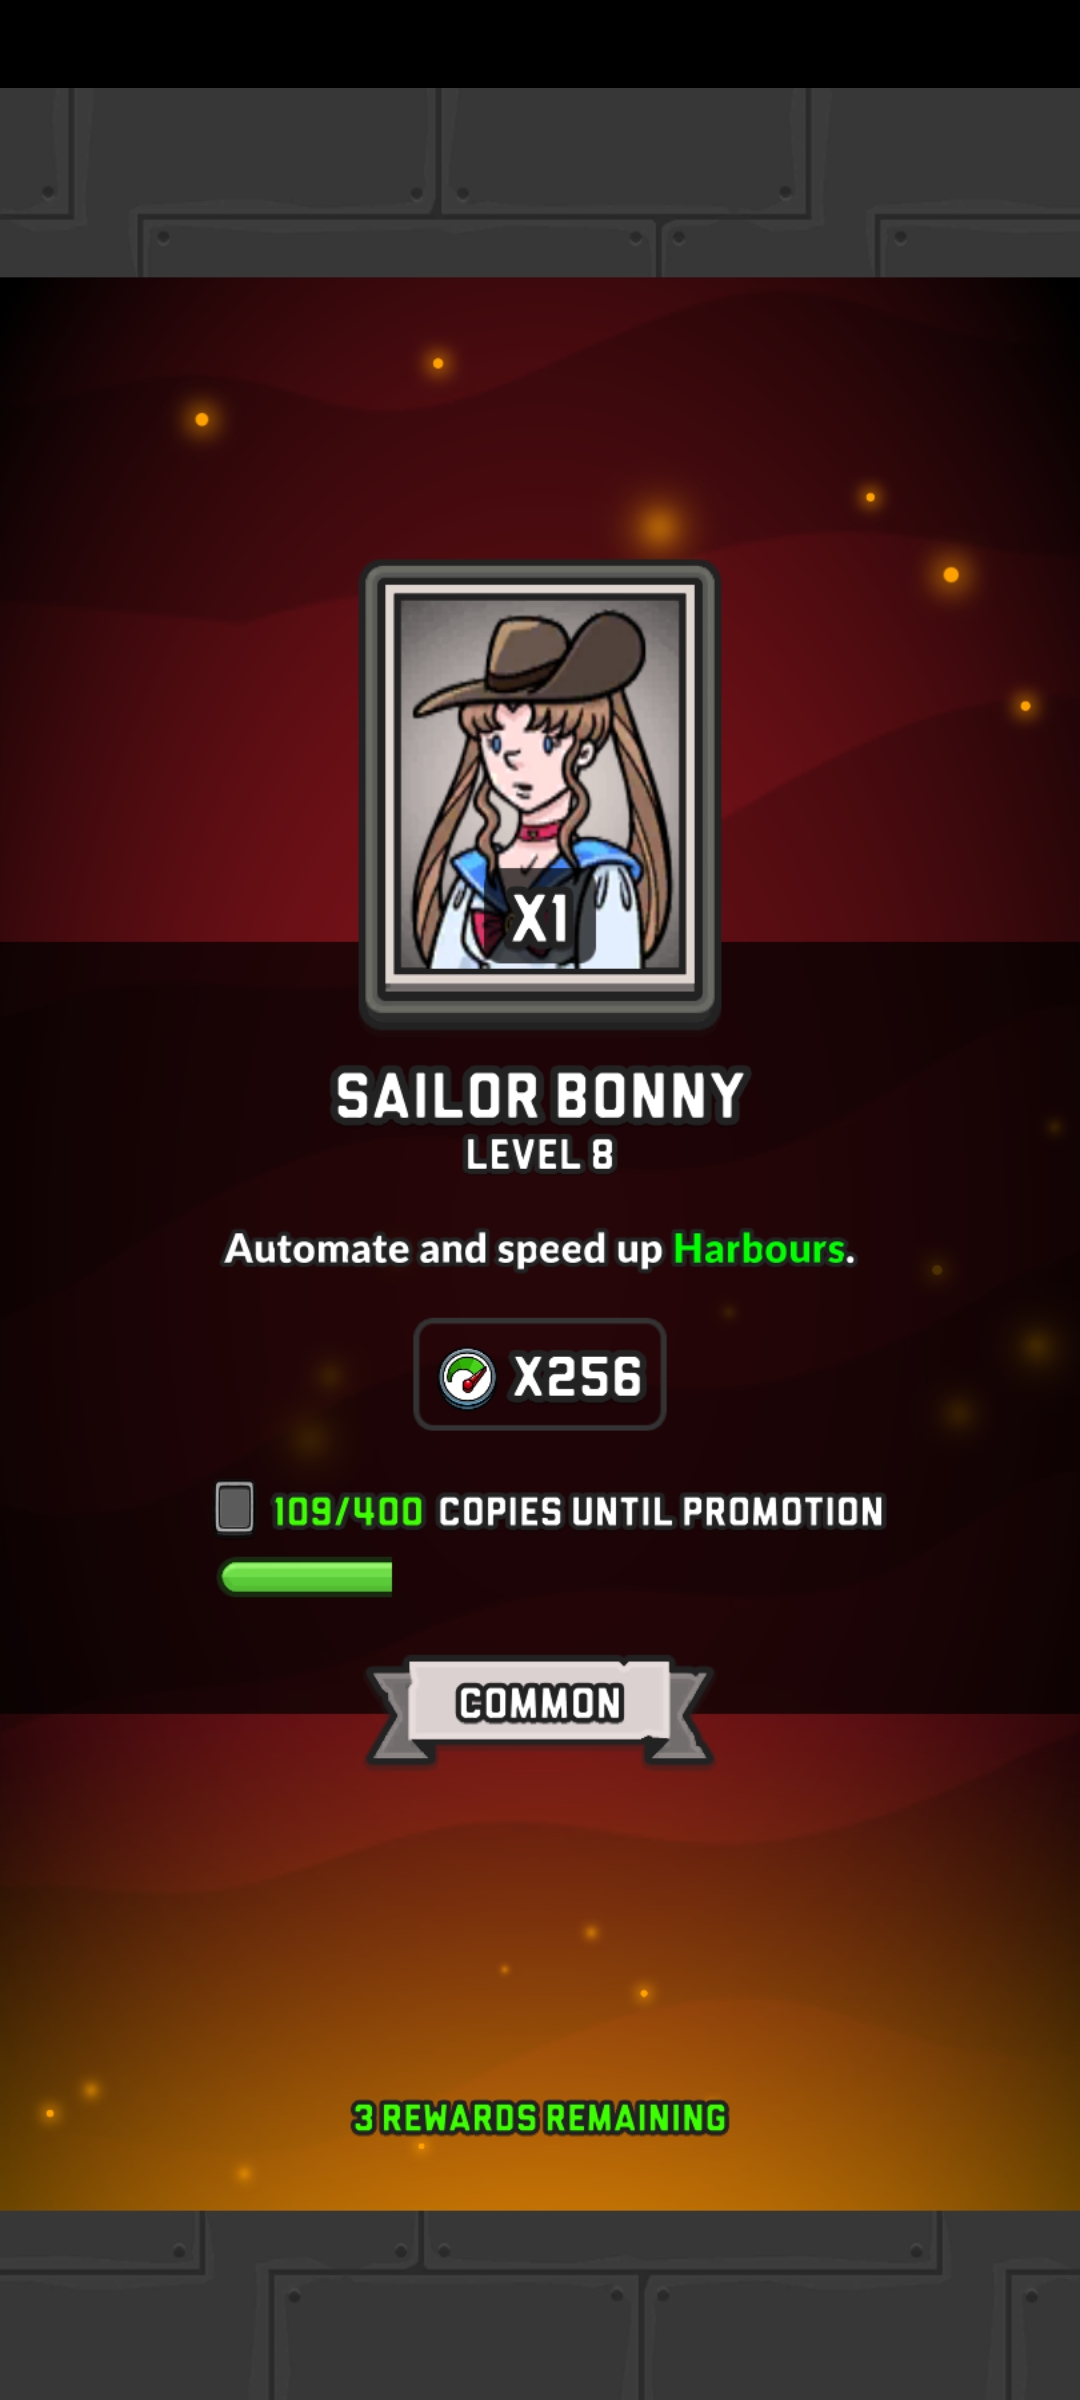 X1
SAILOR BONNY
LEVEL 8
Automate and speed up Harbours.
X256
109/400 COPIES UNTIL PROMOTION
COMMON
3 REWARDS REMAINING